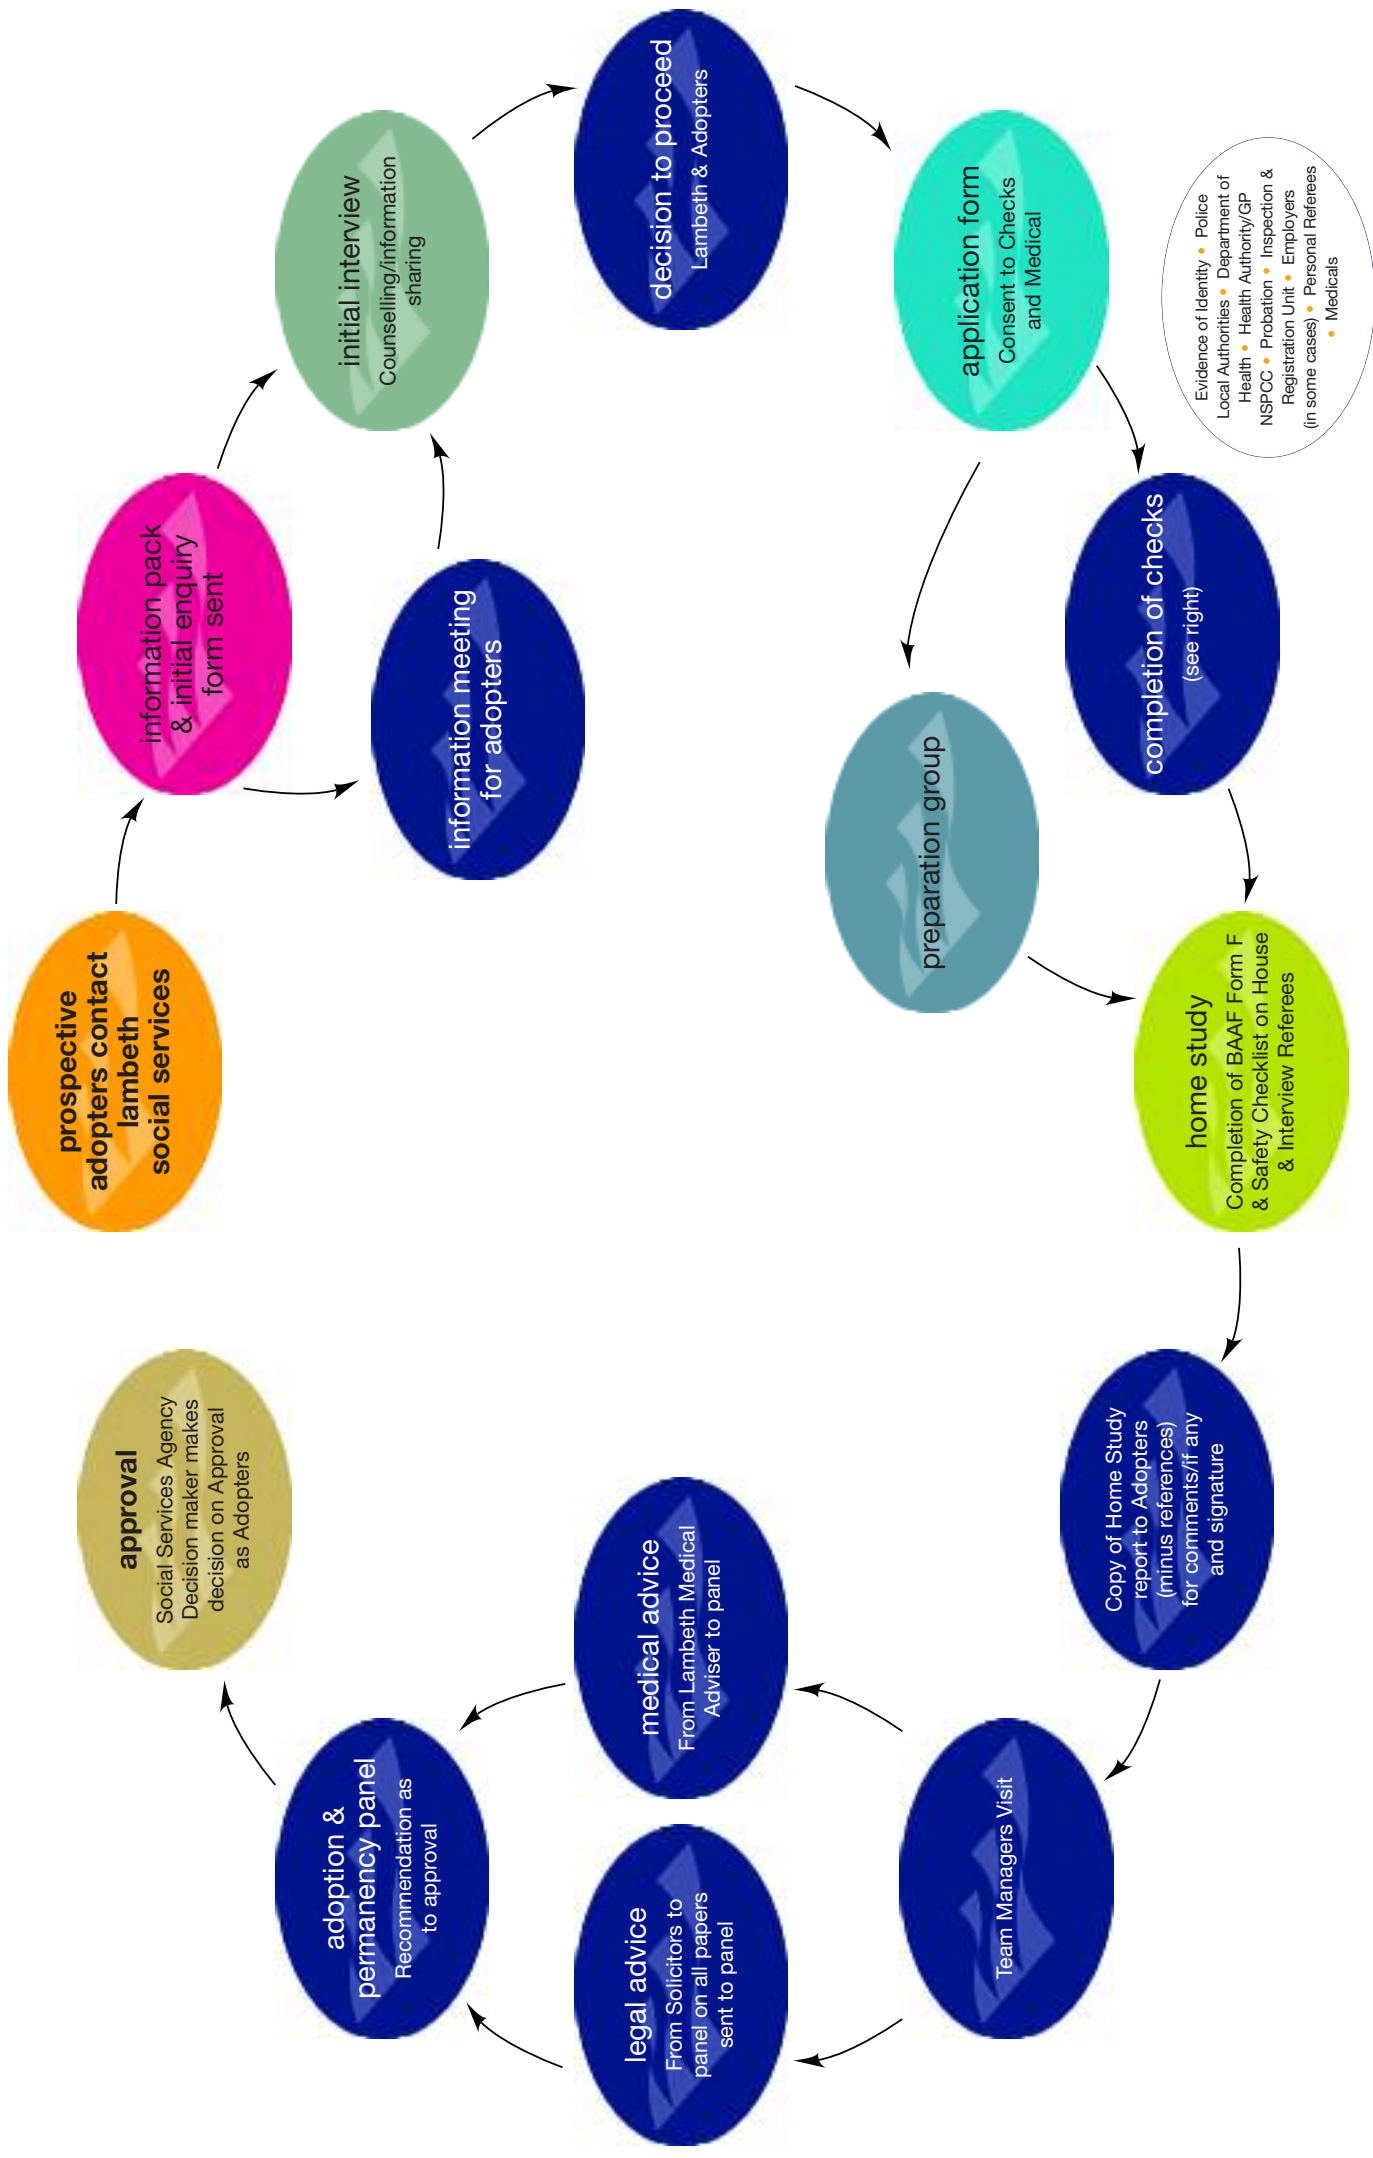 prospective
adopters contact
lambeth
social services
information pack
& initial enquiry
form sent
information meeting
for adopters
initial interview
Counselling/information
sharing
decision to proceed
Lambeth & Adopters
application form
Consent to Checks
and Medical
preparation group
completion of checks
(see right)
Evidence of Identity • Police
Local Authorities • Department of
Health • Health Authority/GP
NSPCC • Probation • Inspection &
Registration Unit • Employers
(in some cases) • Personal Referees
• Medicals
home study
Completion of BAAF Form F
& Safety Checklist on House
& Interview Referees
Copy of Home Study
report to Adopters
(minus references)
for comments/if any
and signature
Team Managers Visit
medical advice
From Lambeth Medical
Adviser to panel
legal advice
From Solicitors to
panel on all papers
sent to panel
adoption &
permanency panel
Recommendation as
to approval
approval
Social Services Agency
Decision maker makes
decision on Approval
as Adopters